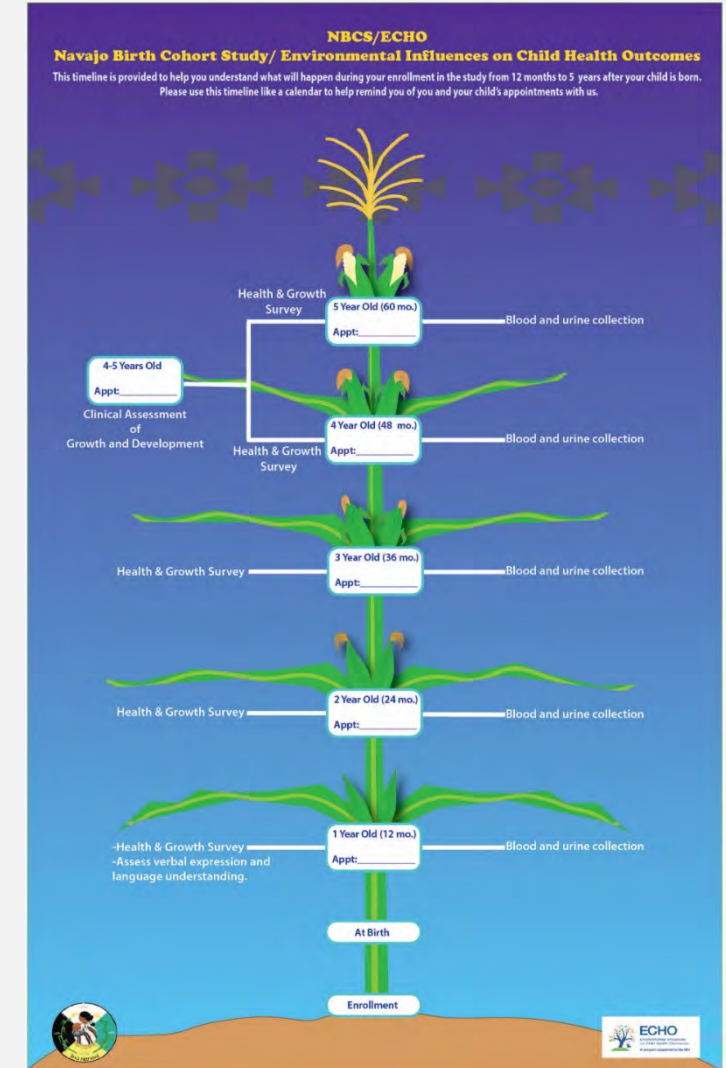 NBCS/ECHO
Navajo Birth Cohort Study/ Environmental Influences on Child Health Outcomes
This timeline is provided to help you understand what will happen during your enrollment in the study from 12 months to 5 years after your child is born.
Please use this timeline like a calendar to help remind you of you and your child's appointments with us.
Health & Growth
Survey
5 Year Old (60 mo.)
Appt:__________
Blood and urine collection
4-5 Years Old
Appt:__________
Clinical Assessment
of
Growth and Development
Health & Growth
Survey
4 Year Old (48 mo.)
Appt:__________
Blood and urine collection
Health & Growth Survey
3 Year Old (36 mo.)
Appt:__________
Blood and urine collection
Health & Growth Survey
2 Year Old (24 mo.)
Appt:__________
Blood and urine collection
-Health & Growth Survey
-Assess verbal expression and
language understanding.
1 Year Old (12 mo.)
Appt:__________
Blood and urine collection
At Birth
Enrollment
ECHO